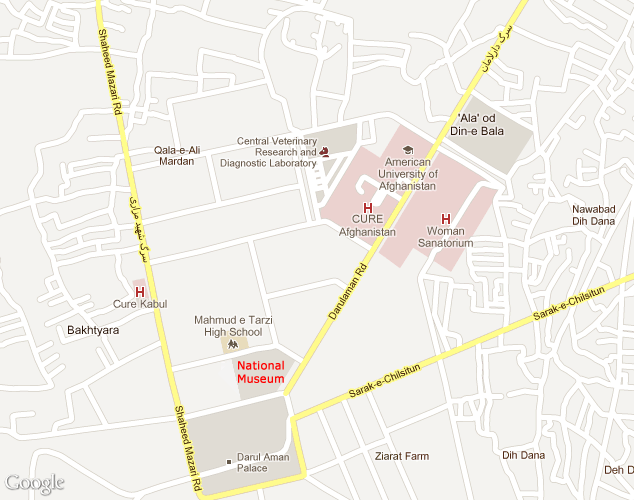 Shaheed Mazari Rd
سرک دارلامان
'Ala' od
Din-e Bala
Central Veterinary
Research and
Diagnostic Laboratory
Qala-e-Ali
Mardan
American
University of
Afghanistan
H
CURE
Afghanistan
H
Woman
Sanatorium
Nawabad
Dih Dana
سرک شهید مزاری
H
Cure Kabul
Darulaman Rd
Bakhtyara
Mahmud e Tarzi
High School
Sarak-e-Chilsitun
National
Museum
Sarak-e-Chilsitun
Shaheed Mazari Rd
Darul Aman
Palace
Ziarat Farm
Dih Dana
Deh D
Google